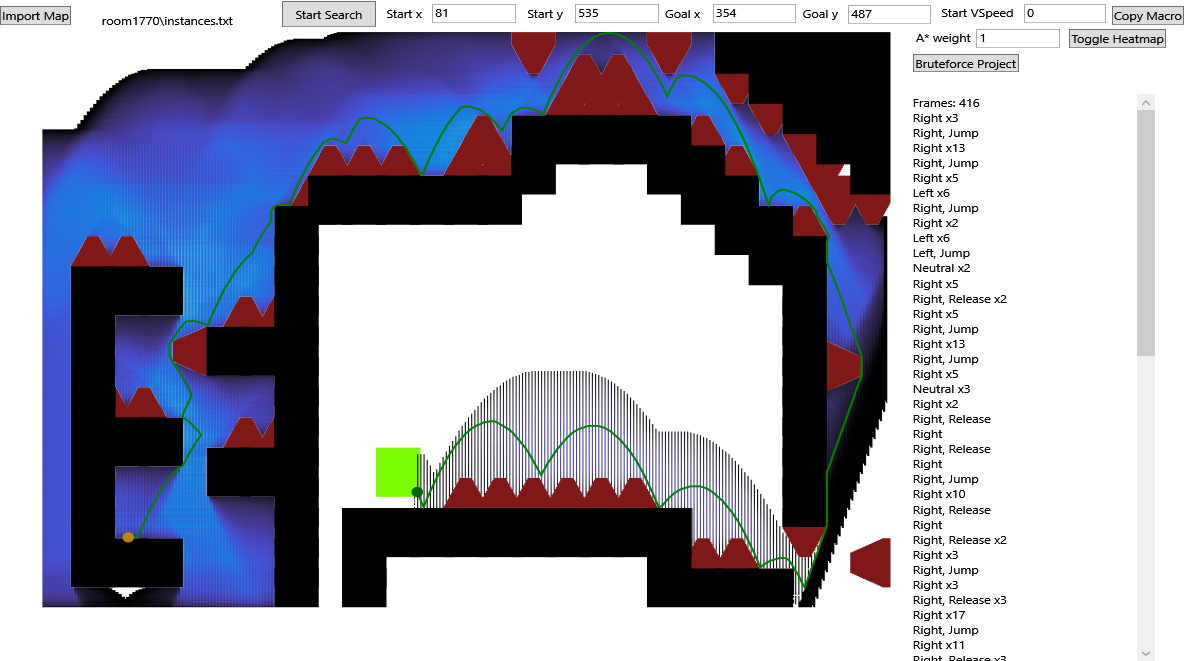 Import Map
room1770\instances.txt
Start Search
Start x 81
Start y 535
Goal x 354
Goal y 487
Start VSpeed 0
Copy Macro
A* weight 1
Toggle Heatmap
Bruteforce Project
Frames: 416
Right x3
Right, Jump
Right x13
Right, Jump
Right x5
Left x6
Right, Jump
Right x2
Left x6
Left, Jump
Neutral x2
Right x5
Right, Release x2
Right x5
Right, Jump
Right x13
Right, Jump
Right x5
Neutral x3
Right x2
Right, Release
Right
Right, Release
Right
Right, Jump
Right x10
Right, Release
Right
Right, Release x2
Right x3
Right, Jump
Right x3
Right, Release x3
Right x17
Right, Jump
Right x11
Right, Release x3